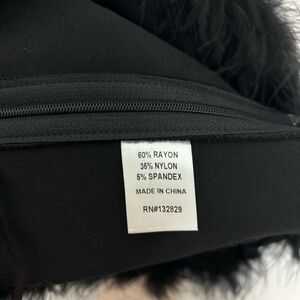 60% RAYON
35% NYLON
5% SPANDEX
MADE IN CHINA
RN#132829